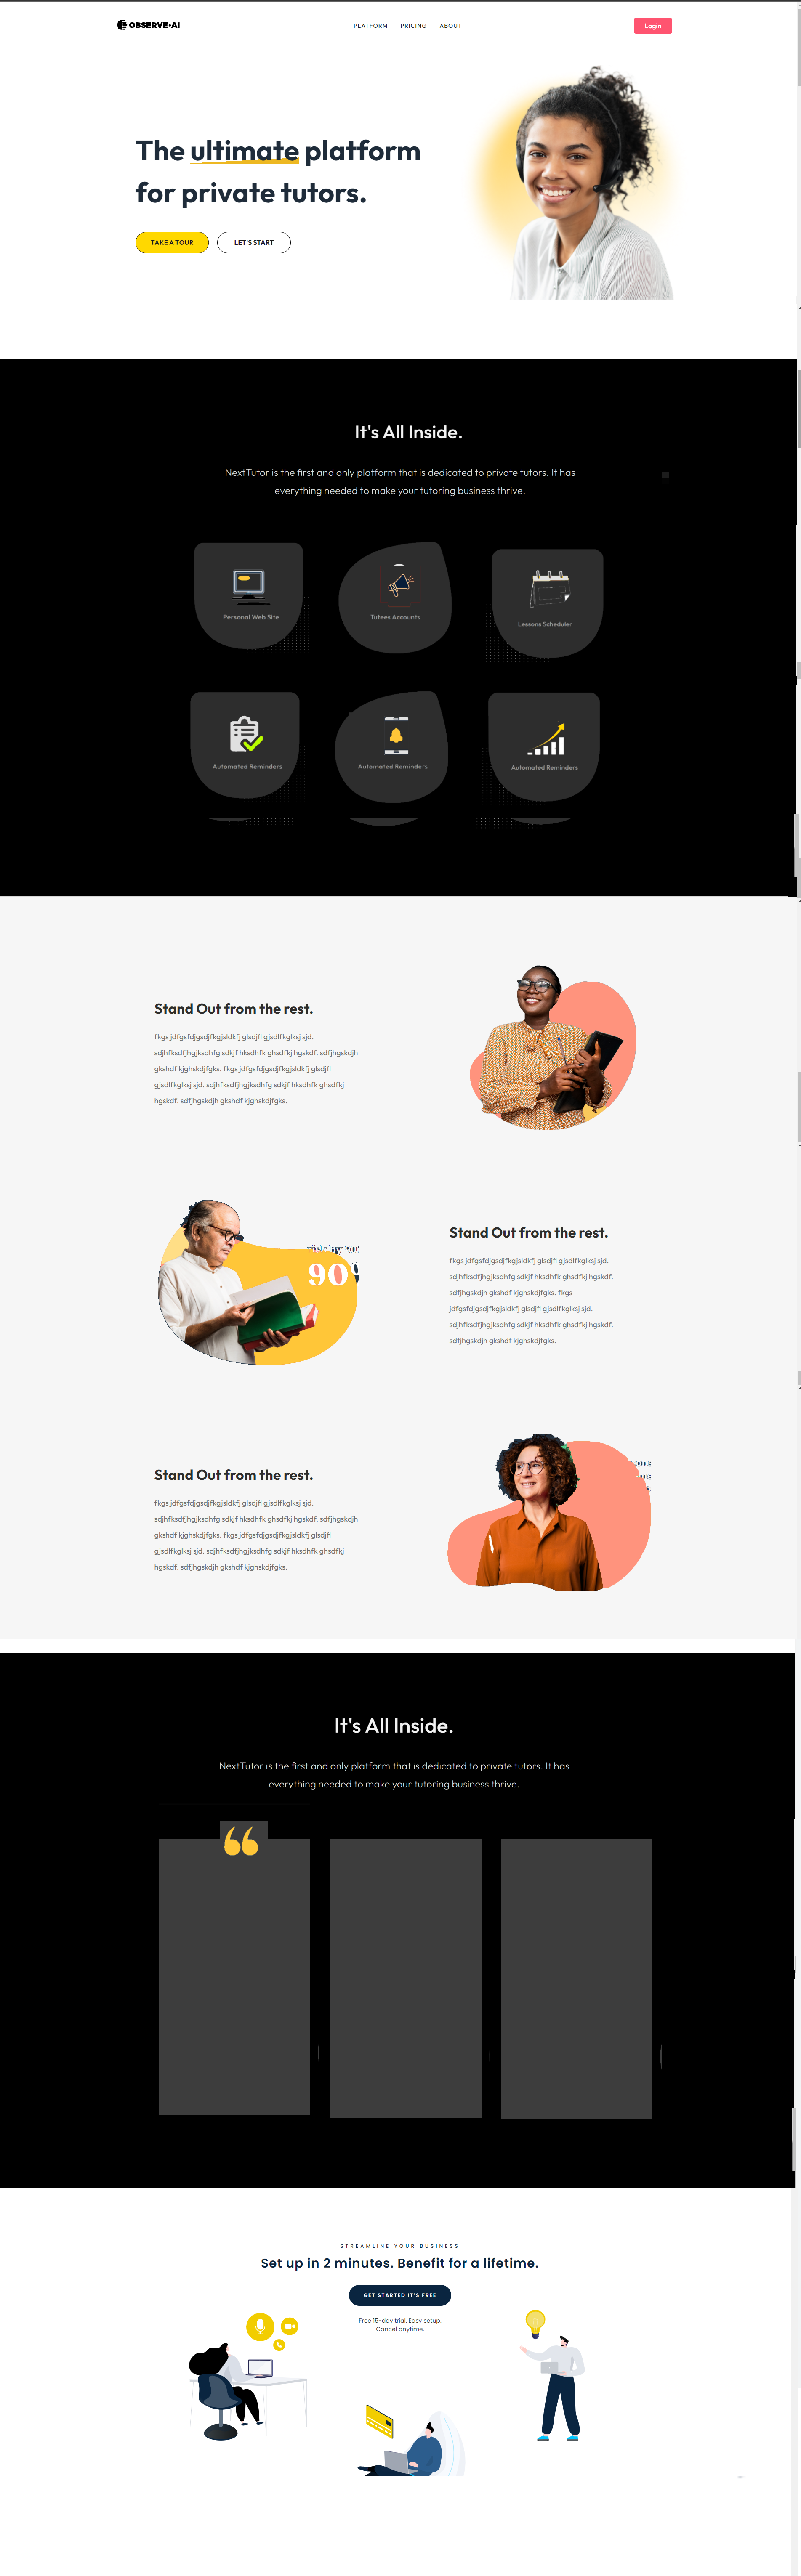 OBSERVE•AI
PLATFORM PRICING ABOUT
Login
The ultimate platform
for private tutors.
TAKE A TOUR
LET'S START
It's All Inside.
NextTutor is the first and only platform that is dedicated to private tutors. It has
everything needed to make your tutoring business thrive.
Personal Web Site
Tutees Accounts
Lessons Scheduler
Automated Reminders
Automated Reminders
Automated Reminders
Stand Out from the rest.
fkgs jdfgsfdjgsdjfkgjsldkfj glsdjfl gjsdlfkglksj sjd.
sdjhfksdfjhgjksdhfg sdkjf hksdhfk ghsdfkj hgskdf. sdfjhgskdjh
gkshdf kjghskdjfgks. fkgs jdfgsfdjgsdjfkgjsldkfj glsdjfl
gjsdlfkglksj sjd. sdjhfksdfjhgjksdhfg sdkjf hksdhfk ghsdfkj
hgskdf. sdfjhgskdjh gkshdf kjghskdjfgks.
90
Stand Out from the rest.
fkgs jdfgsfdjgsdjfkgjsldkfj glsdjfl gjsdlfkglksj sjd.
sdjhfksdfjhgjksdhfg sdkjf hksdhfk ghsdfkj hgskdf.
sdfjhgskdjh gkshdf kjghskdjfgks. fkgs
jdfgsfdjgsdjfkgjsldkfj glsdjfl gjsdlfkglksj sjd.
sdjhfksdfjhgjksdhfg sdkjf hksdhfk ghsdfkj hgskdf.
sdfjhgskdjh gkshdf kjghskdjfgks.
Stand Out from the rest.
fkgs jdfgsfdjgsdjfkgjsldkfj glsdjfl gjsdlfkglksj sjd.
sdjhfksdfjhgjksdhfg sdkjf hksdhfk ghsdfkj hgskdf. sdfjhgskdjh
gkshdf kjghskdjfgks. fkgs jdfgsfdjgsdjfkgjsldkfj glsdjfl
gjsdlfkglksj sjd. sdjhfksdfjhgjksdhfg sdkjf hksdhfk ghsdfkj
hgskdf. sdfjhgskdjh gkshdf kjghskdjfgks.
It's All Inside.
NextTutor is the first and only platform that is dedicated to private tutors. It has
everything needed to make your tutoring business thrive.
“
STREAMLINE YOUR BUSINESS
Set up in 2 minutes. Benefit for a lifetime.
GET STARTED IT'S FREE
Free 15-day trial. Easy setup.
Cancel anytime.